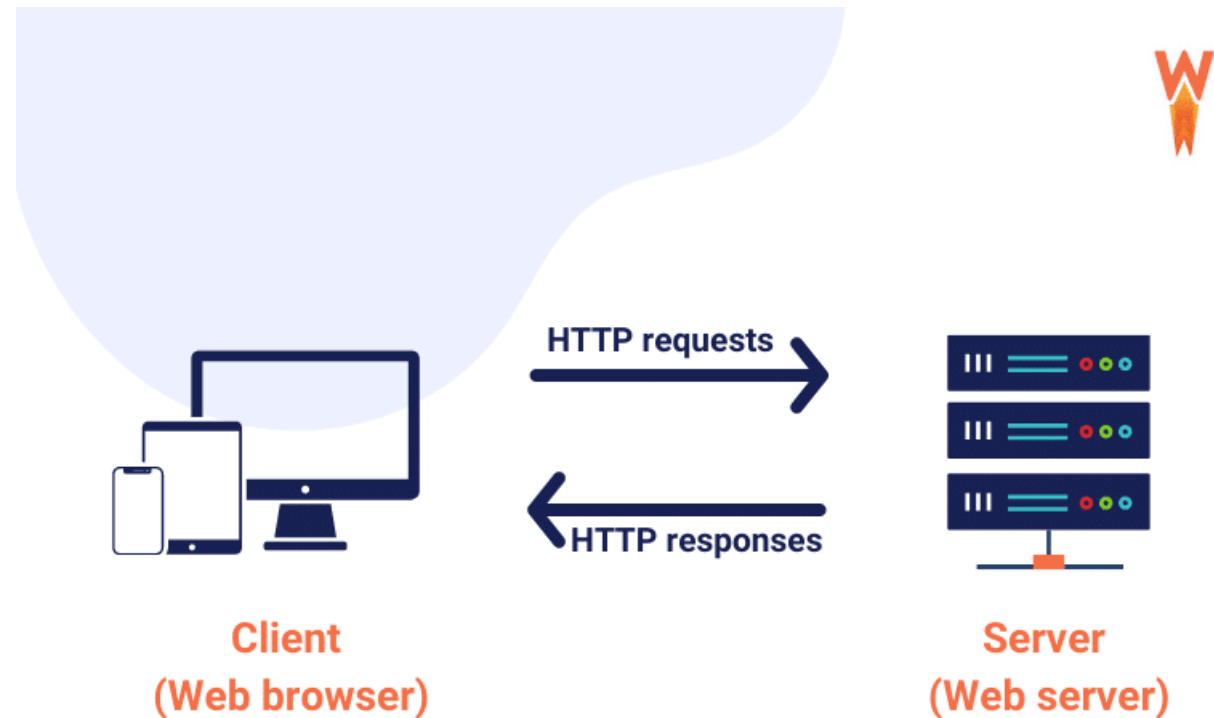 HTTP requests
HTTP responses
Client
(Web browser)
Server
(Web server)